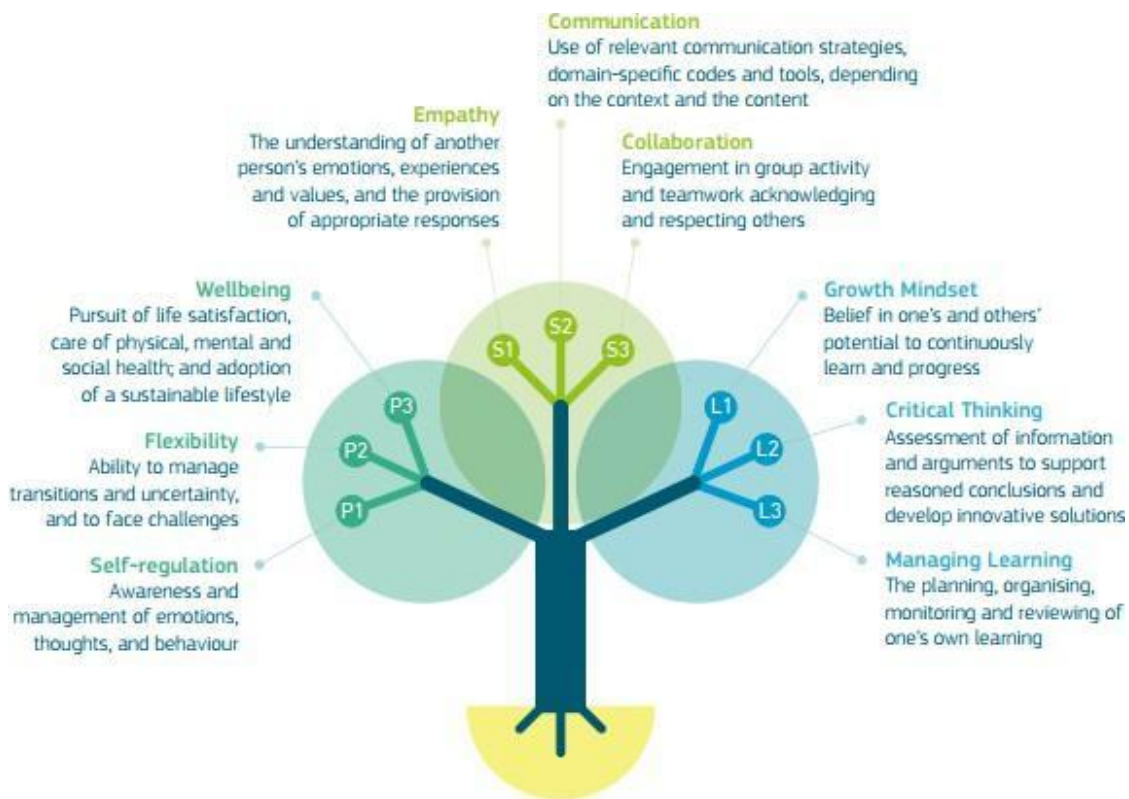 Communication
Use of relevant communication strategies,
domain-specific codes and tools, depending
on the context and the content
Empathy
The understanding of another
person's emotions, experiences
and values, and the provision
of appropriate responses
Collaboration
Engagement in group activity
and teamwork acknowledging
and respecting others
Wellbeing
Pursuit of life satisfaction,
care of physical, mental and
social health; and adoption
of a sustainable lifestyle
Flexibility
Ability to manage
transitions and uncertainty,
and to face challenges
Self-regulation
Awareness and
management of emotions,
thoughts, and behaviour
P3
P2
P1
S1
S2
S3
L1
L2
L3
Growth Mindset
Belief in one's and others'
potential to continuously
learn and progress
Critical Thinking
Assessment of information
and arguments to support
reasoned conclusions and
develop innovative solutions
Managing Learning
The planning, organising,
monitoring and reviewing of
one's own learning